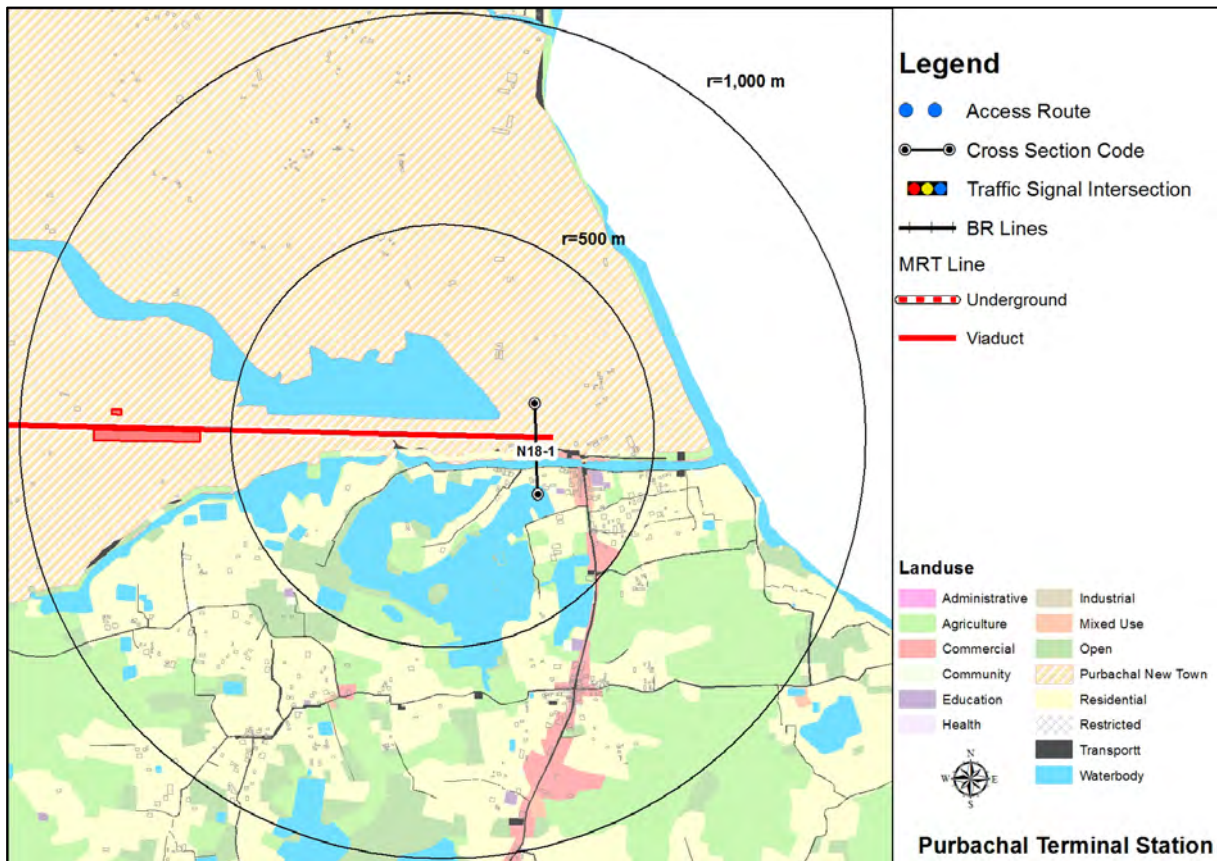 r=1,000 m
r=500 m
N18-1
Legend
Access Route
Cross Section Code
Traffic Signal Intersection
BR Lines
MRT Line
Underground
Viaduct
Landuse
Administrative
Agriculture
Commercial
Community
Education
Health
Industrial
Mixed Use
Open
Purbachal New Town
Residential
Restricted
Transportt
Waterbody
N
W E
S
Purbachal Terminal Station